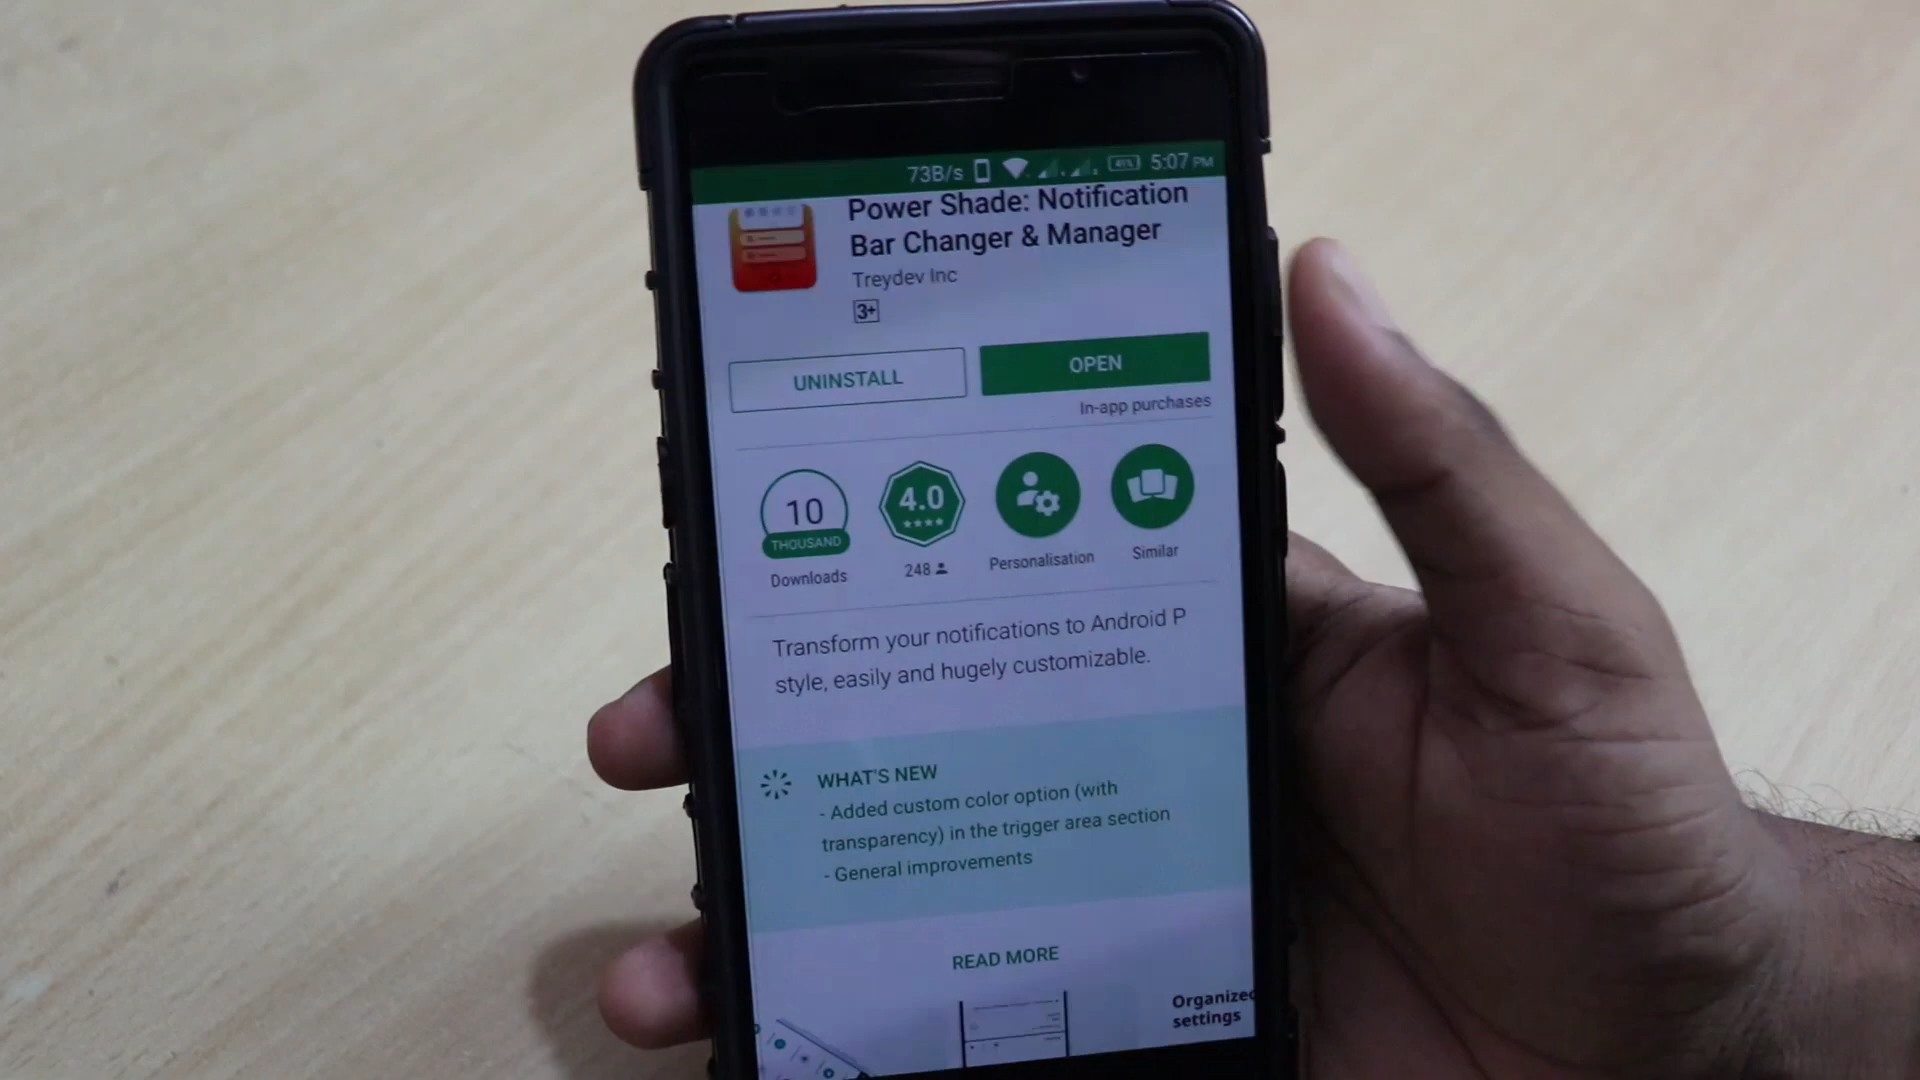 73B/s 41% 5:07 PM
Power Shade: Notification
Bar Changer & Manager
Treydev Inc
3+
UNINSTALL
OPEN
In-app purchases
10
THOUSAND
Downloads
4.0
248
Personalisation
Similar
Transform your notifications to Android P
style, easily and hugely customizable.
WHAT'S NEW
- Added custom color option (with
transparency) in the trigger area section
- General improvements
READ MORE
Organized
settings